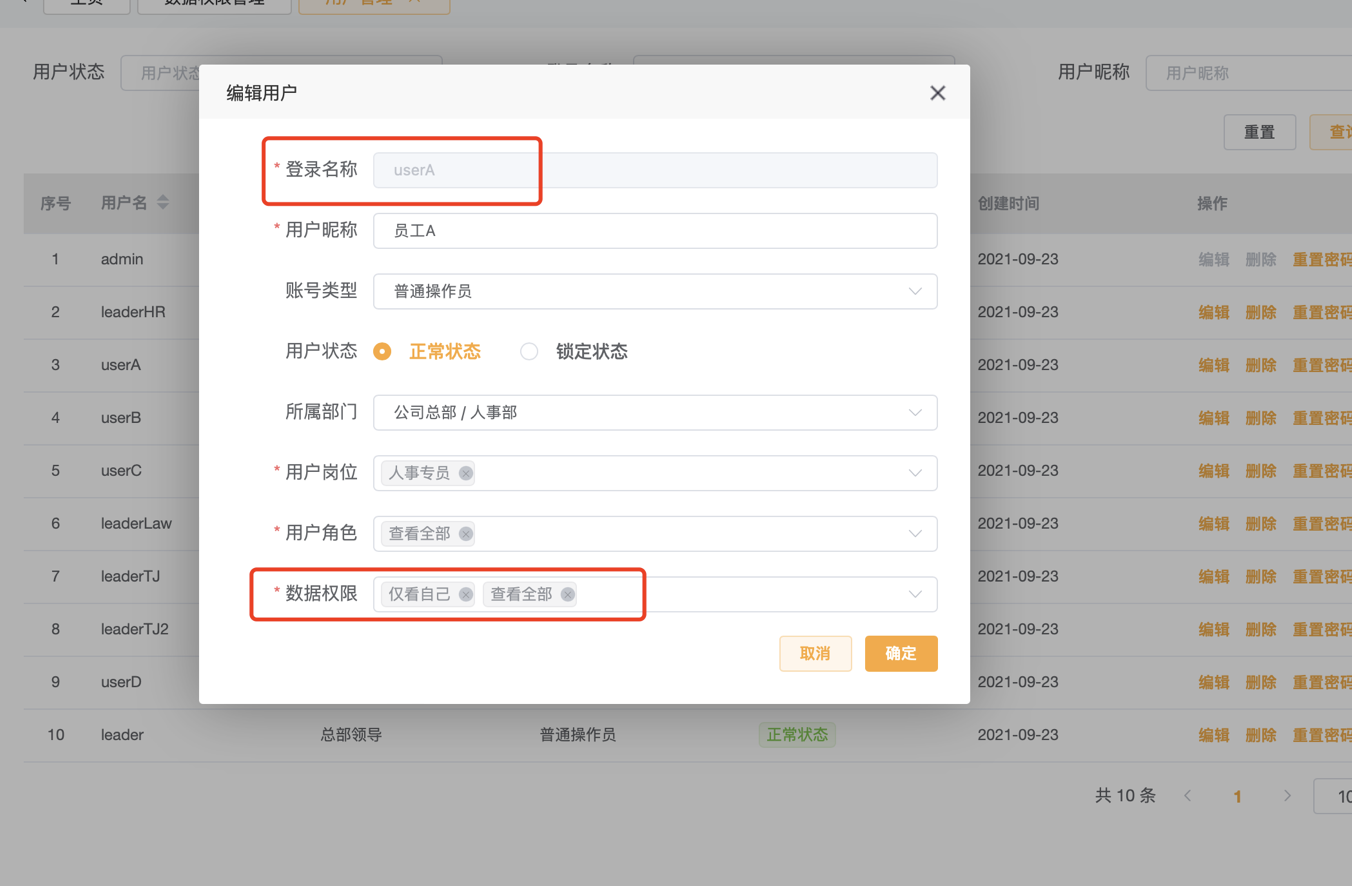 主页 数据权限管理 用户管理
用户状态 用户状态 用户昵称 用户昵称
编辑用户
重置
* 登录名称 userA
序号 用户名 创建时间 操作
* 用户昵称 员工A
1 admin 2021-09-23 编辑 删除 重置密码
账号类型 普通操作员
2 leaderHR 2021-09-23 编辑 删除 重置密码
用户状态 正常状态 锁定状态
3 userA 2021-09-23 编辑 删除 重置密码
所属部门 公司总部 / 人事部
4 userB 2021-09-23 编辑 删除 重置密码
* 用户岗位 人事专员
5 userC 2021-09-23 编辑 删除 重置密码
* 用户角色 查看全部
6 leaderLaw 2021-09-23 编辑 删除 重置密码
7 leaderTJ 2021-09-23 编辑 删除 重置密码
* 数据权限 仅看自己 查看全部
8 leaderTJ2 2021-09-23 编辑 删除 重置密码
取消 确定
9 userD 2021-09-23 编辑 删除 重置密码
10 leader 总部领导 普通操作员 正常状态 2021-09-23 编辑 删除 重置密码
共 10 条 1 10